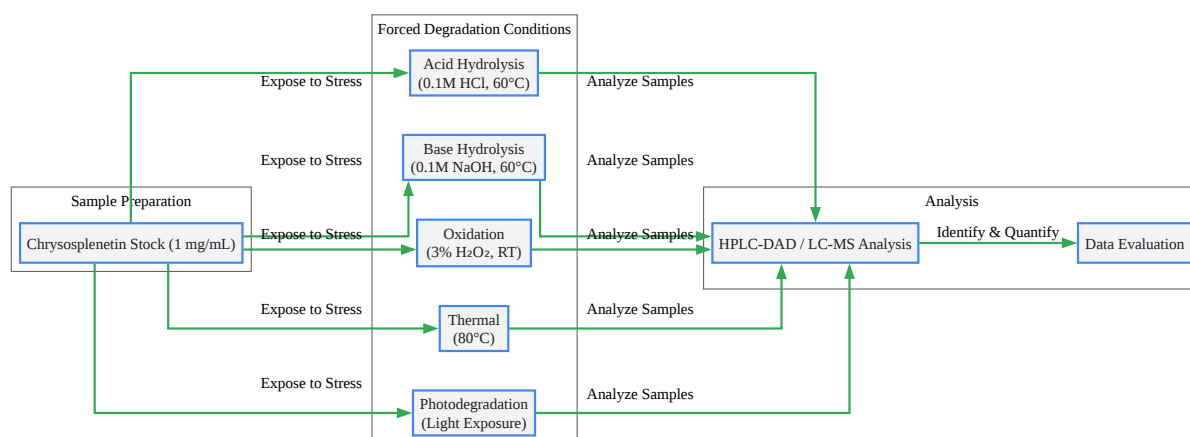 Forced Degradation Conditions
Acid Hydrolysis
(0.1M HCl, 60°C)
Expose to Stress
Analyze Samples
Base Hydrolysis
(0.1M NaOH, 60°C)
Expose to Stress
Analyze Samples
Sample Preparation
Analysis
Chrysosplenetin Stock (1 mg/mL)
Expose to Stress
Oxidation
(3% H₂O₂, RT)
Analyze Samples
HPLC-DAD / LC-MS Analysis
Identify & Quantify
Data Evaluation
Expose to Stress
Thermal
(80°C)
Analyze Samples
Expose to Stress
Photodegradation
(Light Exposure)
Analyze Samples